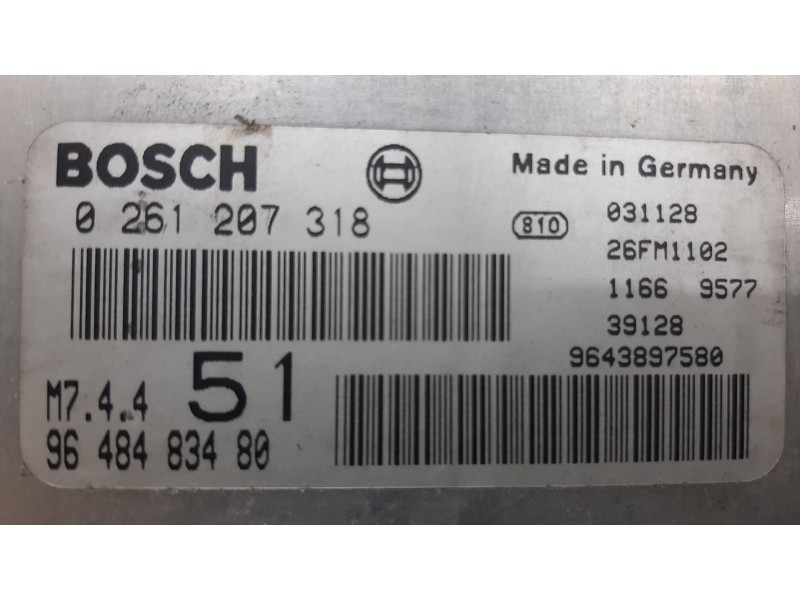 BOSCH
Made in Germany
0 261 207 318
810
031128
26FM1102
1166 9577
39128
9643897580
M7.4.4
51
96 484 834 80